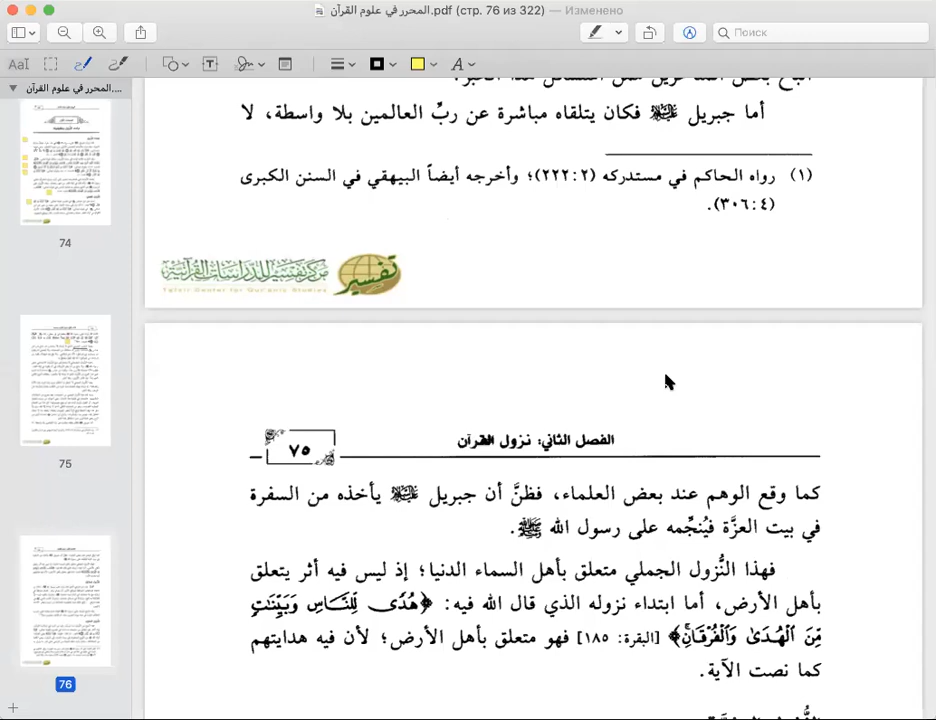 المحرر في علوم القرآن.pdf (стр. 76 из 322) — Изменено
Поиск
AaI
T
A
المحرر في علوم القرآن....
74
75
76
أما جبريل ﷺ فكان يتلقاه مباشرة عن ربِّ العالمين بلا واسطة، لا
(١) رواه الحاكم في مستدركه (٢:٢٢٢)؛ وأخرجه أيضاً البيهقي في السنن الكبرى
(٤:٣٠٦).
مركز تفسير للدراسات القرآنية
Tafsir Center for Qur'anic Studies
تفسير
الفصل الثاني: نزول القرآن
٧٥
كما وقع الوهم عند بعض العلماء، فظنَّ أن جبريل ﷺ يأخذه من السفرة
في بيت العزَّة فيُنجِّمه على رسول الله ﷺ.
فهذا النُّزول الجملي متعلق بأهل السماء الدنيا؛ إذ ليس فيه أثر يتعلق
بأهل الأرض، أما ابتداء نزوله الذي قال الله فيه: ﴿هُدًى لِّلنَّاسِ وَبَيِّنَٰتٖ
مِّنَ ٱلۡهُدَىٰ وَٱلۡفُرۡقَانِۚ﴾ [البقرة: ١٨٥] فهو متعلق بأهل الأرض؛ لأن فيه هدايتهم
كما نصت الآية.